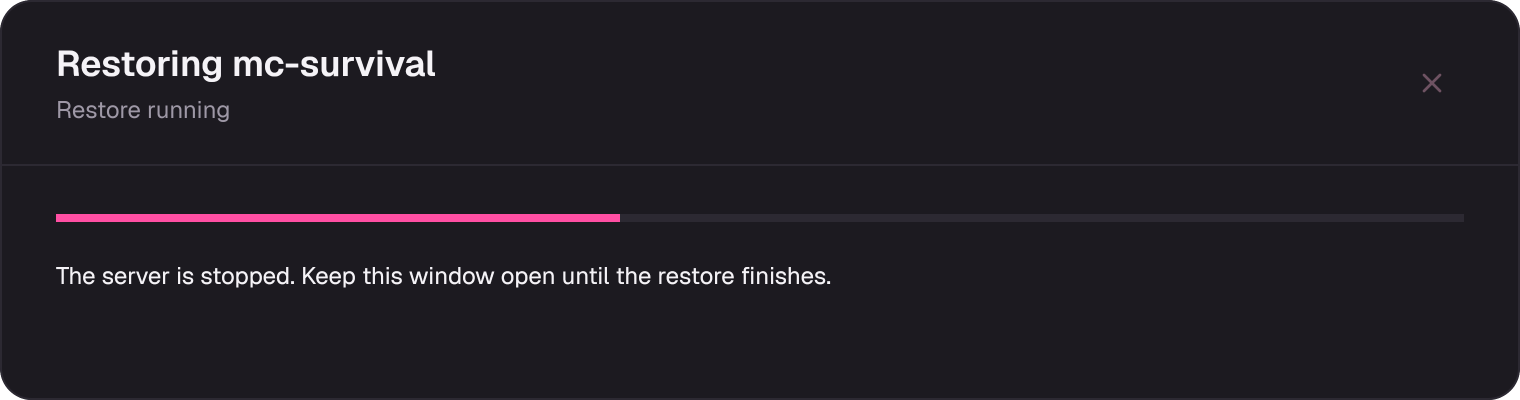 Restoring mc-survival
Restore running
The server is stopped. Keep this window open until the restore finishes.